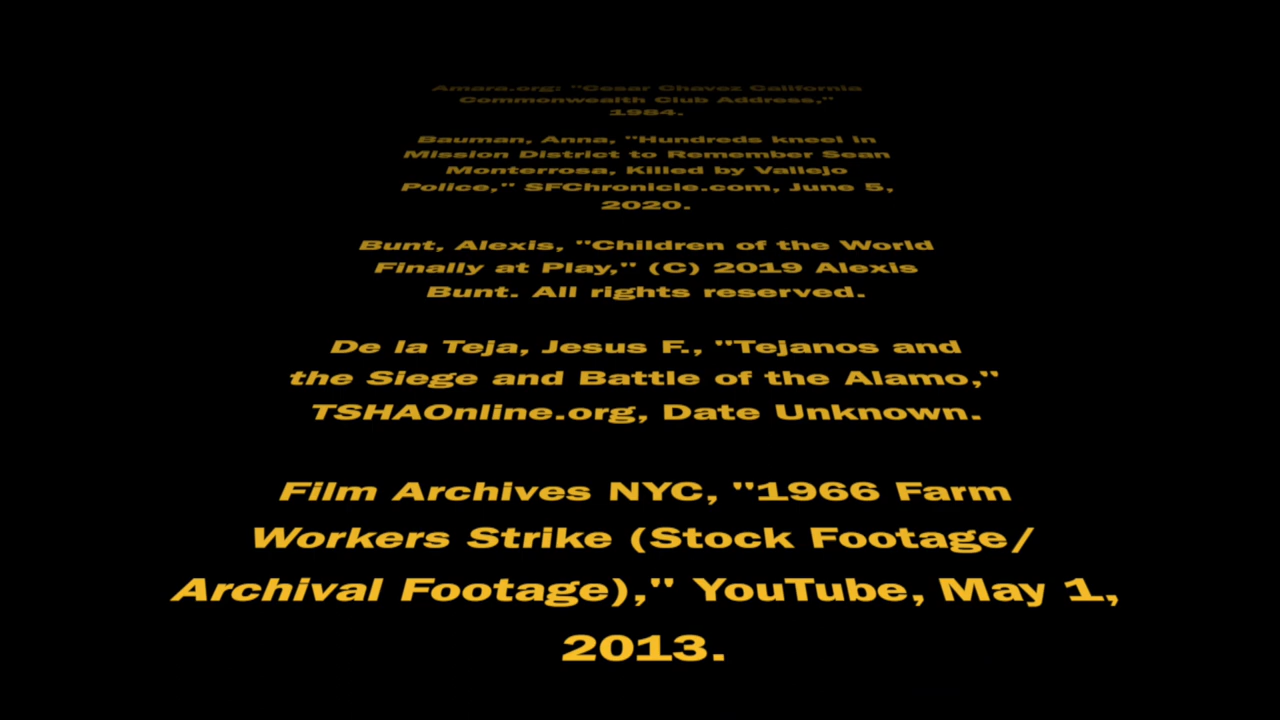 Amara.org: "Cesar Chavez California
Commonwealth Club Address,"
1984.
Bauman, Anna, "Hundreds kneel in
Mission District to Remember Sean
Monterrosa, Killed by Vallejo
Police," SFChronicle.com, June 5,
2020.
Bunt, Alexis, "Children of the World
Finally at Play," (C) 2019 Alexis
Bunt. All rights reserved.
De la Teja, Jesus F., "Tejanos and
the Siege and Battle of the Alamo,"
TSHAOnline.org, Date Unknown.
Film Archives NYC, "1966 Farm
Workers Strike (Stock Footage/
Archival Footage)," YouTube, May 1,
2013.